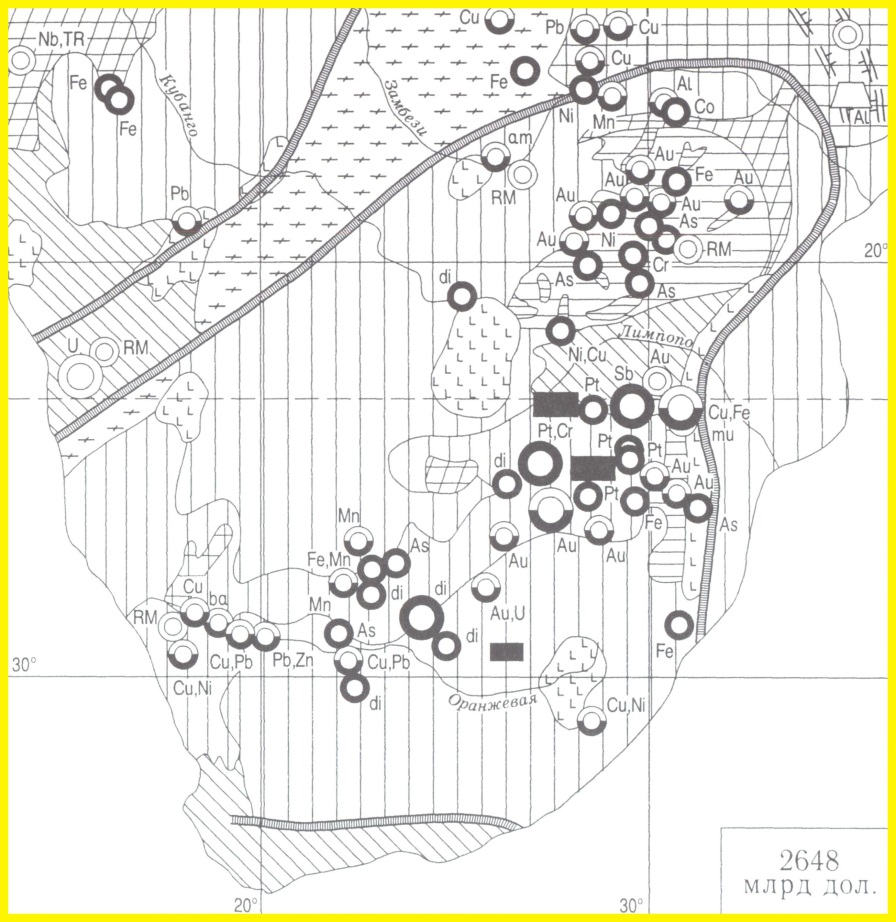 Cu
Pb
Cu
Nb,TR
Cu
Fe
Fe
Кубанго
Замбези
Al
Fe
Ni
Mn
Co
Al
am
Au
RM
Au
Fe
Au
Pb
Au
Au
As
Au
Ni
RM
20°
Cr
di
As
As
Лимпопо
U
RM
Ni,Cu
Au
Pt
Sb
Cu,Fe
mu
Pt,Cr
Pt
Pt
di
Au
Pt
Au
Mn
Fe
As
As
Au
Au
Au
Fe,Mn
di
di
Cu
ba
Mn
Au,U
RM
As
di
Cu,Pb
Pb,Zn
Cu,Pb
Fe
30°
Cu,Ni
di
Оранжевая
Cu,Ni
2648
млрд дол.
20°
30°